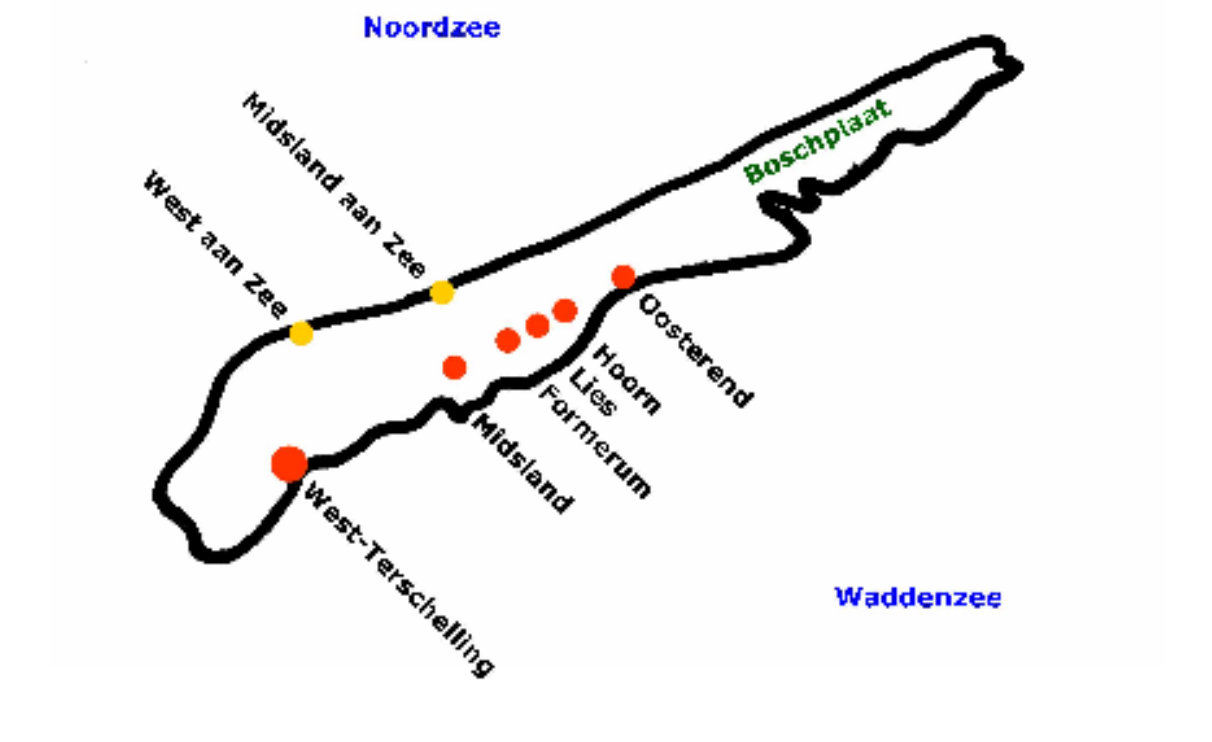 Noordzee
Midsland aan Zee
West aan Zee
Boschplaat
Oosterend
Hoorn
Lies
Formerum
Midsland
West-Terschelling
Waddenzee